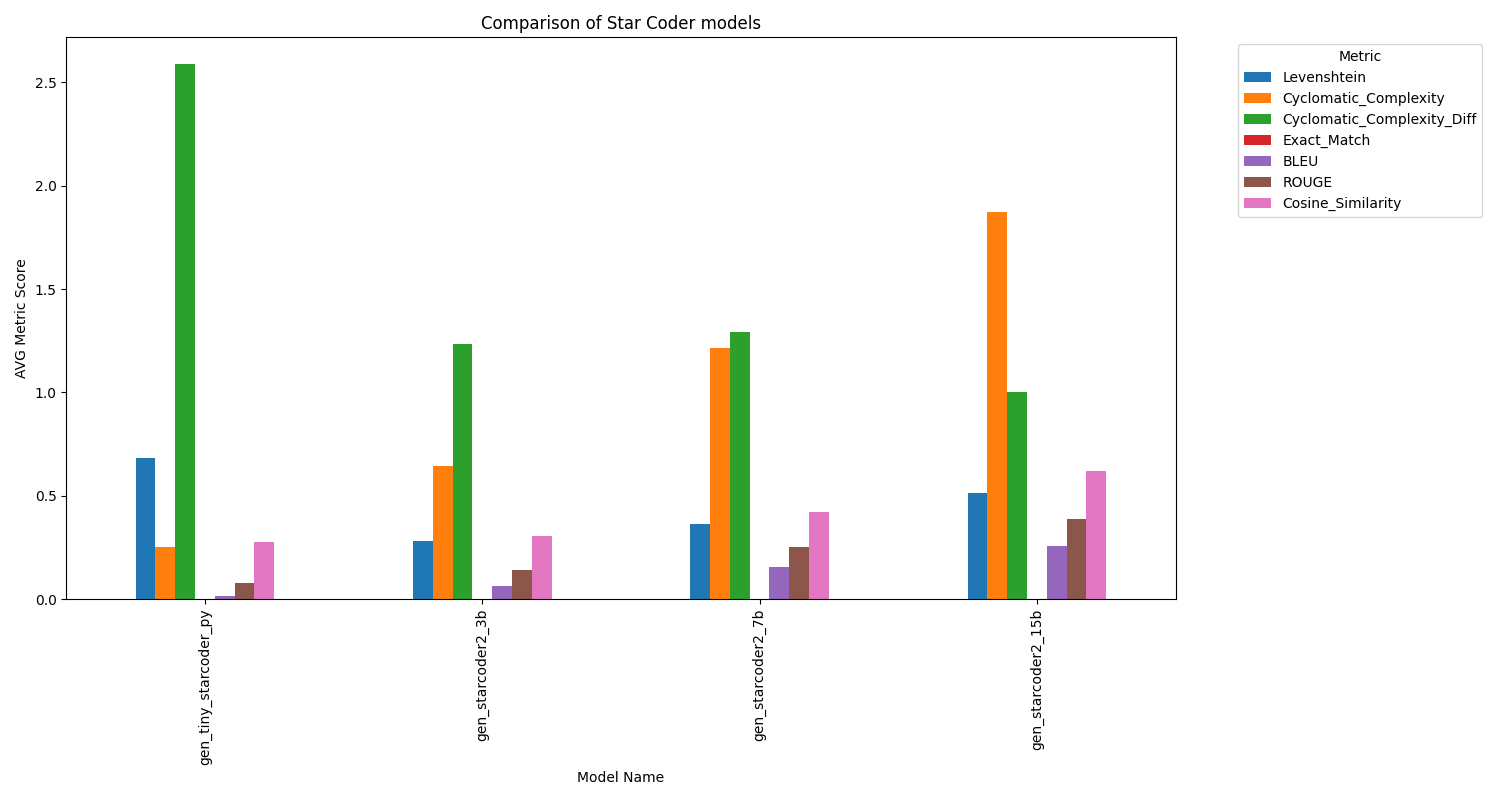 Comparison of Star Coder models
AVG Metric Score
2.5
2.0
1.5
1.0
0.5
0.0
gen_tiny_starcoder_py
gen_starcoder2_3b
gen_starcoder2_7b
gen_starcoder2_15b
Model Name
Metric
Levenshtein
Cyclomatic_Complexity
Cyclomatic_Complexity_Diff
Exact_Match
BLEU
ROUGE
Cosine_Similarity